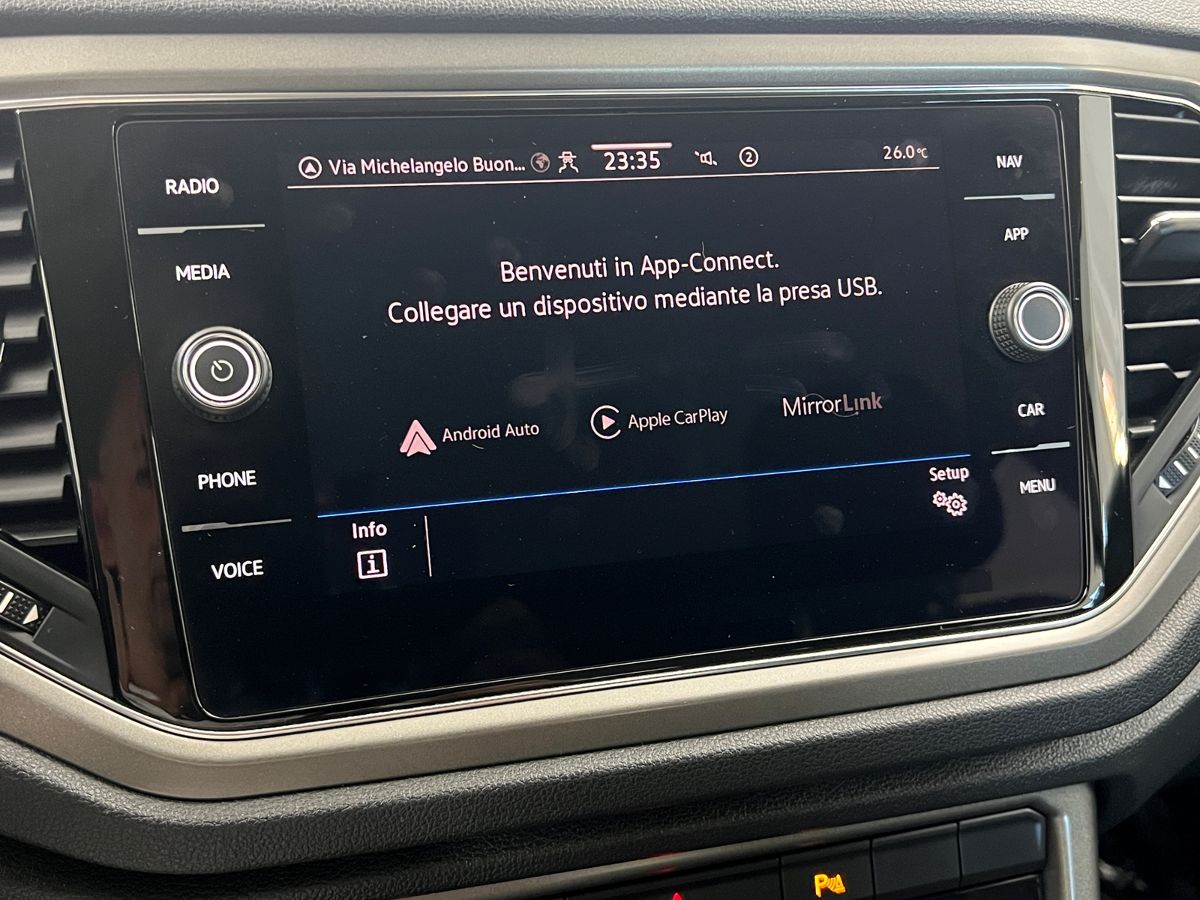 Via Michelangelo Buon... 23:35 2 26.0°C
RADIO
MEDIA
PHONE
VOICE
Benvenuti in App-Connect.
Collegare un dispositivo mediante la presa USB.
Android Auto Apple CarPlay MirrorLink
Info
i
Setup
NAV
APP
CAR
MENU
P